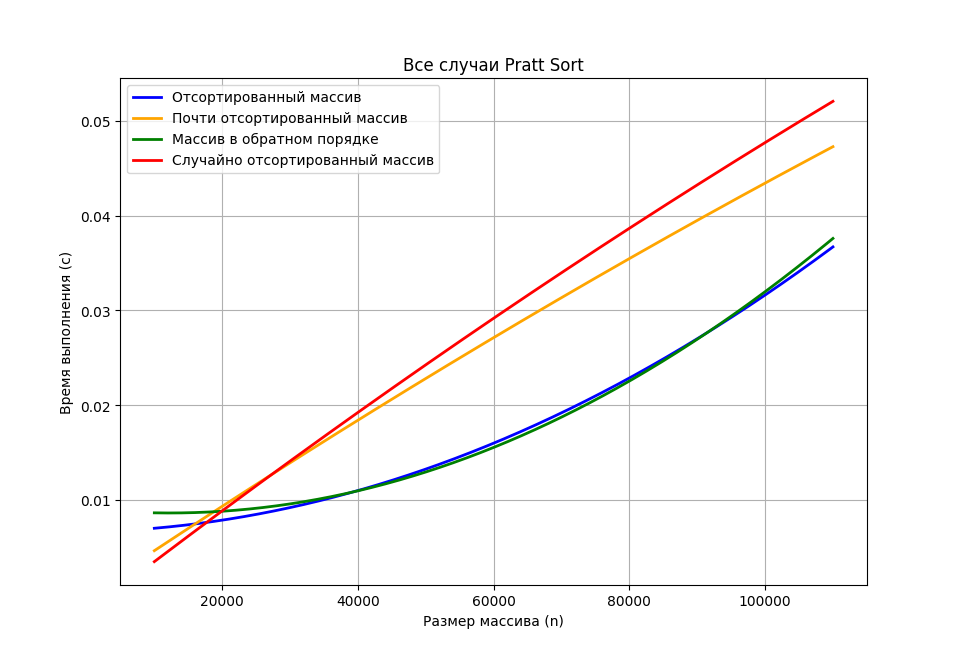 Все случаи Pratt Sort
Отсортированный массив
Почти отсортированный массив
Массив в обратном порядке
Случайно отсортированный массив
0.05
0.04
0.03
0.02
0.01
Время выполнения (с)
20000 40000 60000 80000 100000
Размер массива (n)